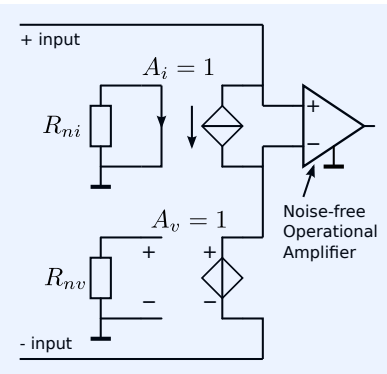 + input
A_i = 1
R_ni
+
−
Noise-free
Operational
Amplifier
A_v = 1
R_nv
+ +
− −
- input